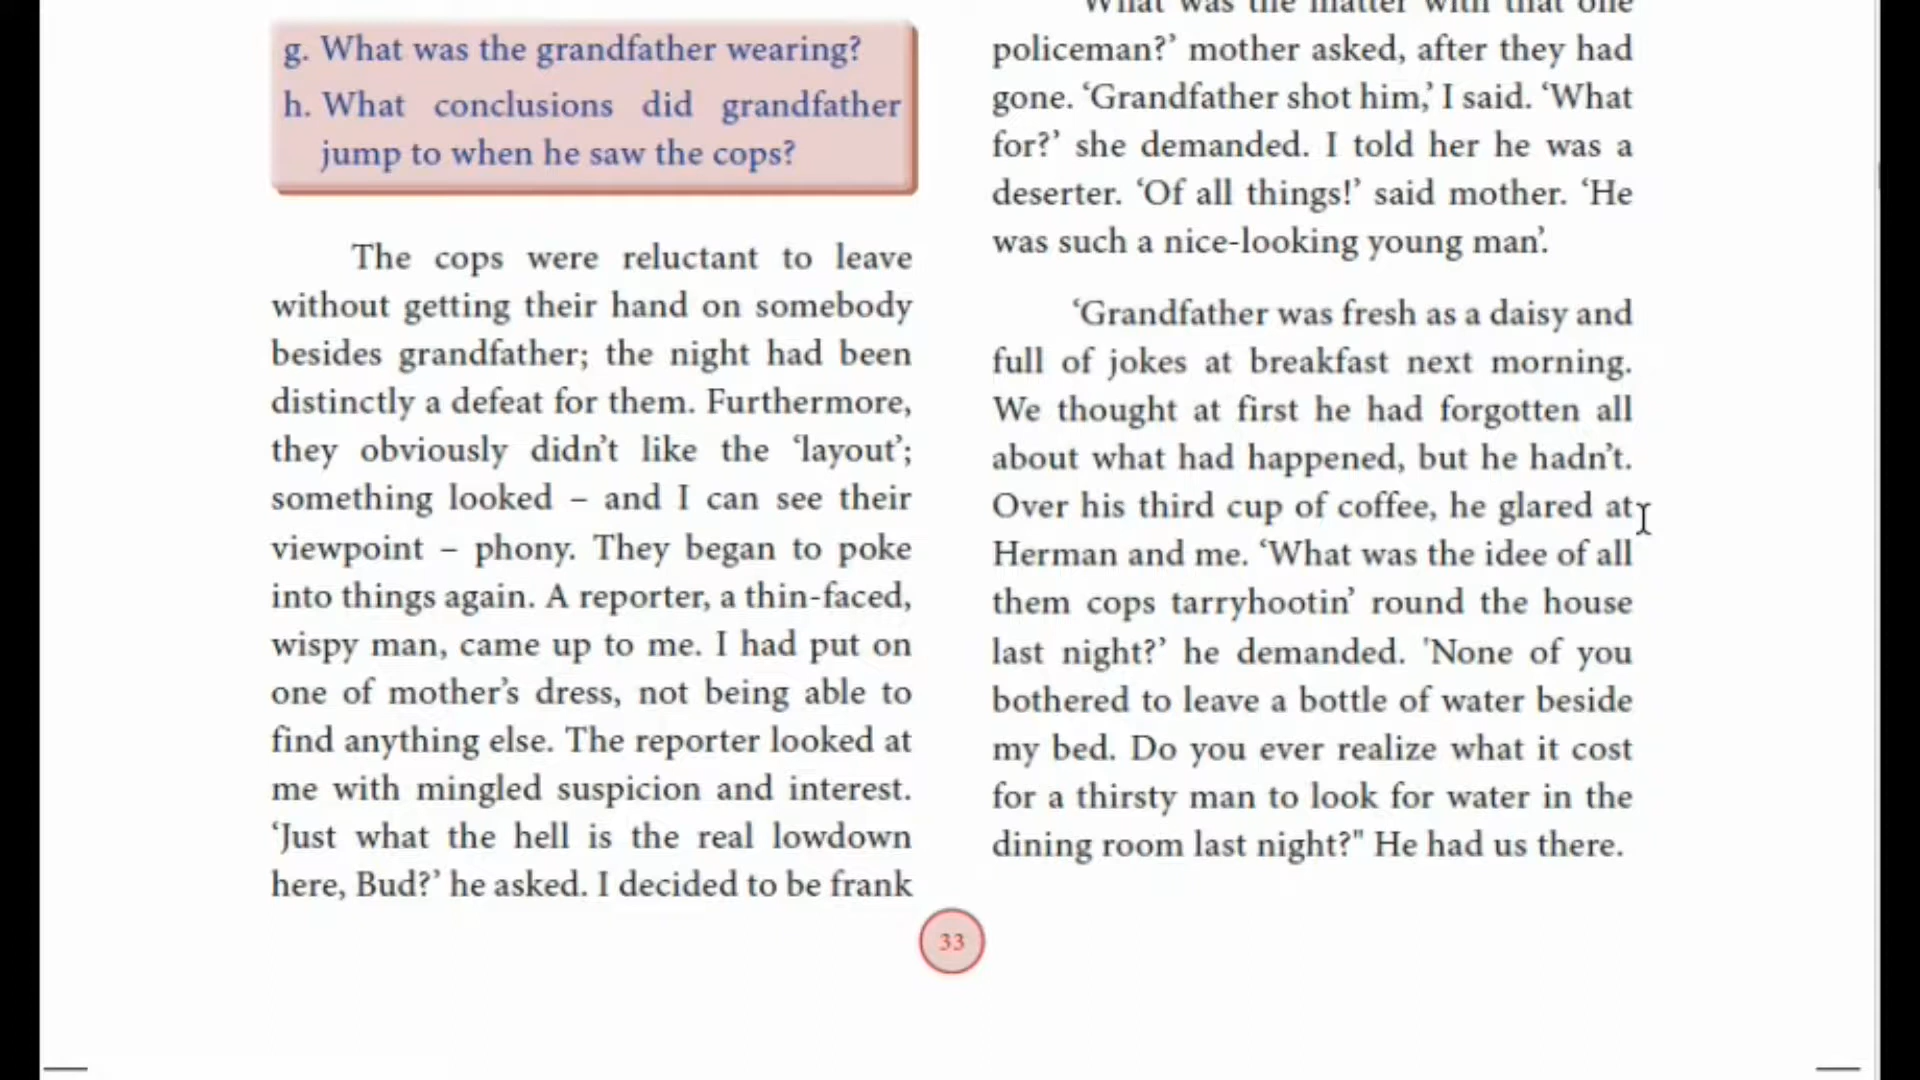 g. What was the grandfather wearing?
h. What conclusions did grandfather
jump to when he saw the cops?
The cops were reluctant to leave
without getting their hand on somebody
besides grandfather; the night had been
distinctly a defeat for them. Furthermore,
they obviously didn’t like the ‘layout’;
something looked – and I can see their
viewpoint – phony. They began to poke
into things again. A reporter, a thin-faced,
wispy man, came up to me. I had put on
one of mother’s dress, not being able to
find anything else. The reporter looked at
me with mingled suspicion and interest.
‘Just what the hell is the real lowdown
here, Bud?’ he asked. I decided to be frank
What was the matter with that one
policeman?’ mother asked, after they had
gone. ‘Grandfather shot him,’ I said. ‘What
for?’ she demanded. I told her he was a
deserter. ‘Of all things!’ said mother. ‘He
was such a nice-looking young man’.
‘Grandfather was fresh as a daisy and
full of jokes at breakfast next morning.
We thought at first he had forgotten all
about what had happened, but he hadn’t.
Over his third cup of coffee, he glared at
Herman and me. ‘What was the idee of all
them cops tarryhootin’ round the house
last night?’ he demanded. 'None of you
bothered to leave a bottle of water beside
my bed. Do you ever realize what it cost
for a thirsty man to look for water in the
dining room last night?" He had us there.
33